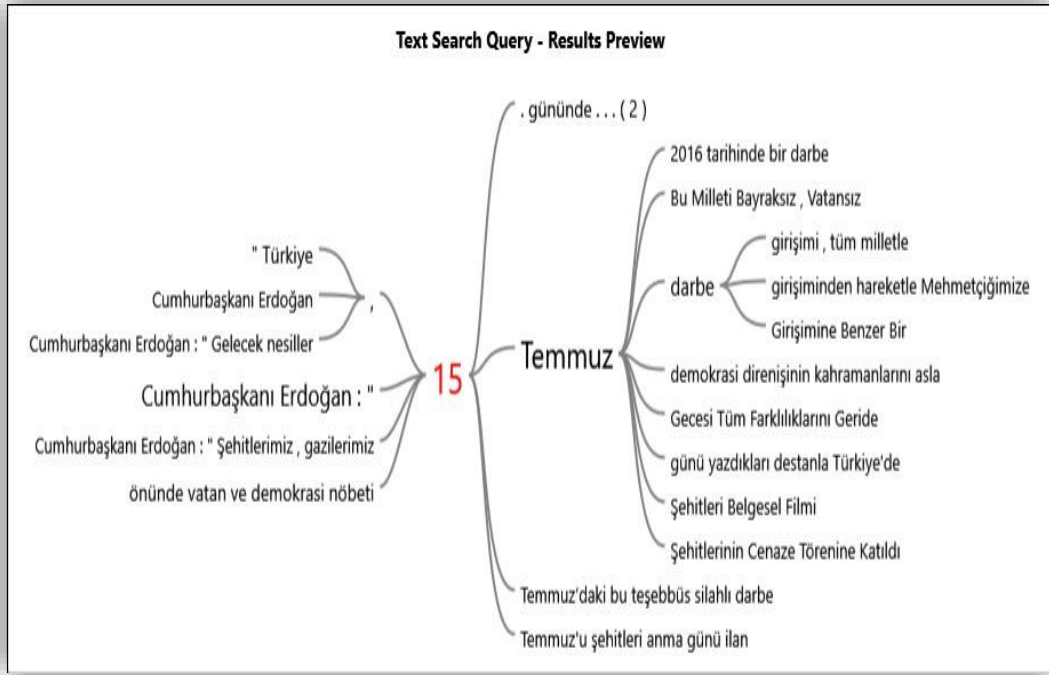 Text Search Query - Results Preview
" Türkiye
Cumhurbaşkanı Erdoğan
Cumhurbaşkanı Erdoğan : " Gelecek nesiller
,
Cumhurbaşkanı Erdoğan : "
Cumhurbaşkanı Erdoğan : " Şehitlerimiz , gazilerimiz
önünde vatan ve demokrasi nöbeti
15
. gününde . . . ( 2 )
Temmuz
2016 tarihinde bir darbe
Bu Milleti Bayraksız , Vatansız
darbe
girişimi , tüm milletle
girişiminden hareketle Mehmetçiğimize
Girişimine Benzer Bir
demokrasi direnişinin kahramanlarını asla
Gecesi Tüm Farklılıklarını Geride
günü yazdıkları destanla Türkiye'de
Şehitleri Belgesel Filmi
Şehitlerinin Cenaze Törenine Katıldı
Temmuz'daki bu teşebbüs silahlı darbe
Temmuz'u şehitleri anma günü ilan